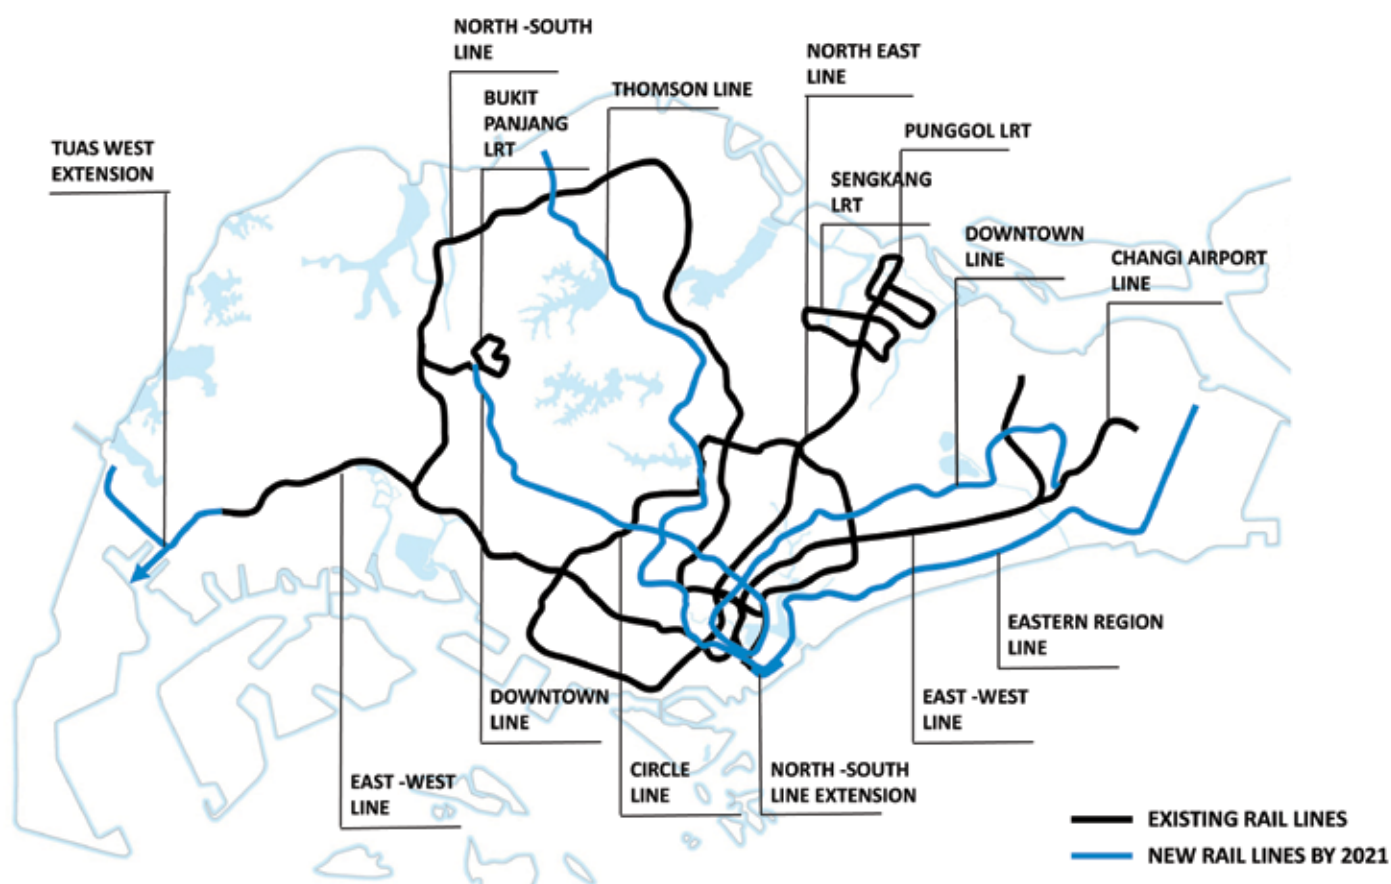 NORTH -SOUTH
LINE
NORTH EAST
LINE
BUKIT
PANJANG
LRT
THOMSON LINE
PUNGGOL LRT
TUAS WEST
EXTENSION
SENGKANG
LRT
DOWNTOWN
LINE
CHANGI AIRPORT
LINE
EASTERN REGION
LINE
DOWNTOWN
LINE
EAST -WEST
LINE
EAST -WEST
LINE
CIRCLE
LINE
NORTH -SOUTH
LINE EXTENSION
EXISTING RAIL LINES
NEW RAIL LINES BY 2021